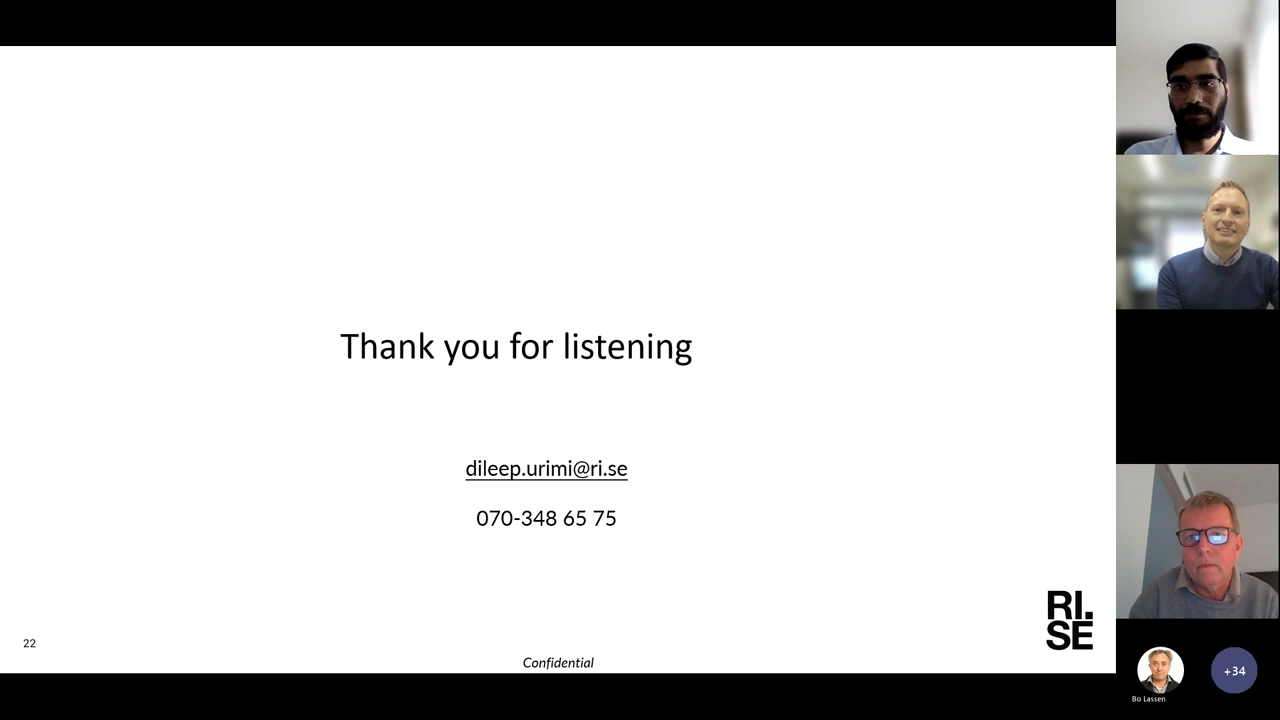 Thank you for listening
dileep.urimi@ri.se
070-348 65 75
RI.
SE
22
Confidential
Bo Lassen
+34